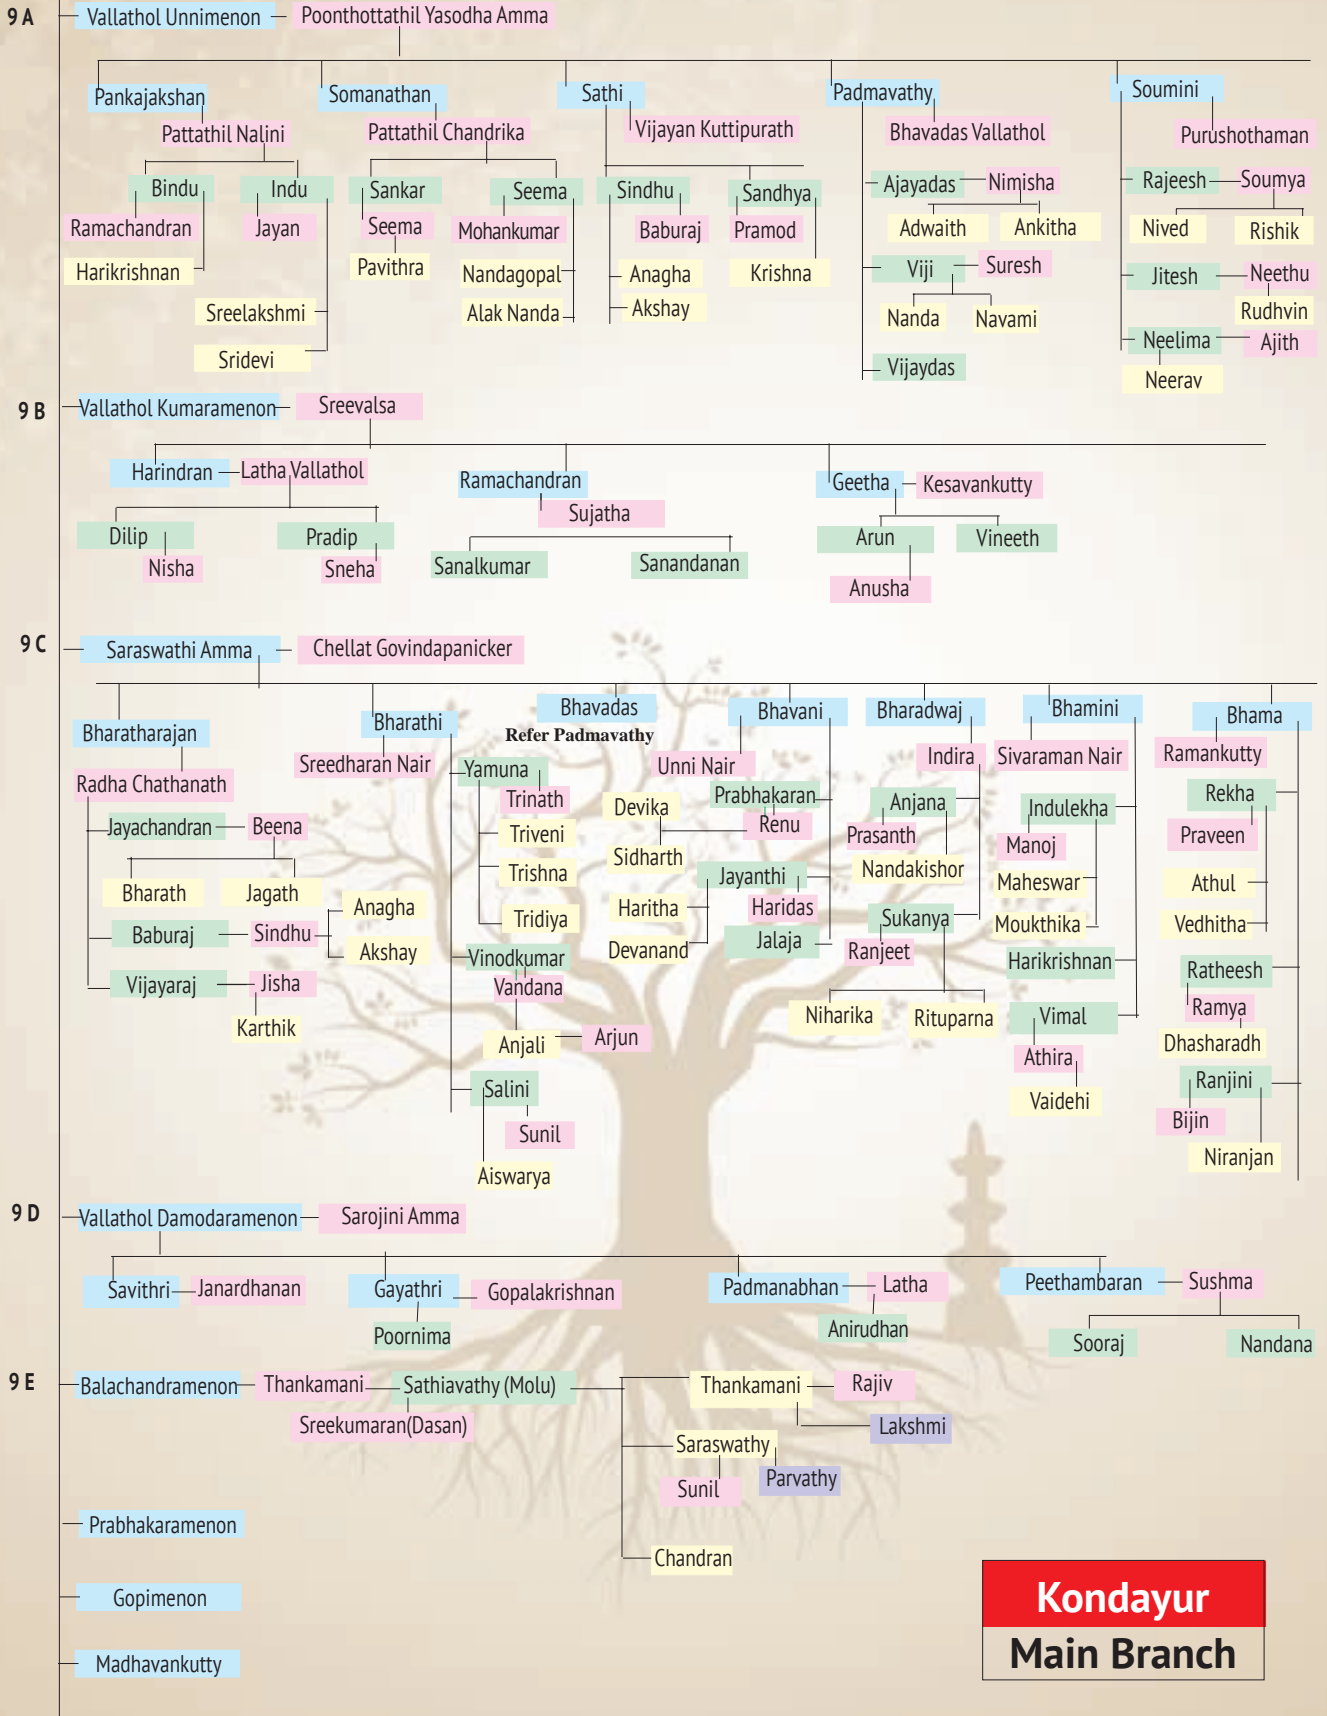 9 A
Vallathol Unnimenon
Poonthottathil Yasodha Amma
Pankajakshan
Somanathan
Sathi
Padmavathy
Soumini
Pattathil Nalini
Pattathil Chandrika
Vijayan Kuttipurath
Bhavadas Vallathol
Purushothaman
Bindu
Indu
Sankar
Seema
Sindhu
Sandhya
Ajayadas
Nimisha
Rajeesh
Soumya
Ramachandran
Jayan
Seema
Mohankumar
Baburaj
Pramod
Adwaith
Ankitha
Nived
Rishik
Harikrishnan
Pavithra
Nandagopal
Anagha
Krishna
Viji
Suresh
Jitesh
Neethu
Sreelakshmi
Alak Nanda
Akshay
Nanda
Navami
Rudhvin
Sridevi
Vijaydas
Neelima
Ajith
Neerav
9 B
Vallathol Kumaramenon
Sreevalsa
Harindran
Latha Vallathol
Ramachandran
Geetha
Kesavankutty
Sujatha
Dilip
Pradip
Arun
Vineeth
Nisha
Sneha
Sanalkumar
Sanandanan
Anusha
9 C
Saraswathi Amma
Chellat Govindapanicker
Bharatharajan
Bharathi
Bhavadas
Bhavani
Bharadwaj
Bhamini
Bhama
Refer Padmavathy
Radha Chathanath
Sreedharan Nair
Unni Nair
Indira
Sivaraman Nair
Ramankutty
Yamuna
Trinath
Devika
Prabhakaran
Anjana
Indulekha
Rekha
Jayachandran
Beena
Triveni
Renu
Prasanth
Manoj
Praveen
Sidharth
Bharath
Jagath
Trishna
Jayanthi
Nandakishor
Maheswar
Athul
Anagha
Tridiya
Haritha
Haridas
Sukanya
Moukthika
Vedhitha
Baburaj
Sindhu
Akshay
Vinodkumar
Devanand
Jalaja
Ranjeet
Harikrishnan
Ratheesh
Vijayaraj
Jisha
Vandana
Niharika
Rituparna
Vimal
Ramya
Karthik
Anjali
Arjun
Athira
Dhasharadh
Salini
Vaidehi
Ranjini
Sunil
Bijin
Aiswarya
Niranjan
9 D
Vallathol Damodaramenon
Sarojini Amma
Savithri
Janardhanan
Gayathri
Gopalakrishnan
Padmanabhan
Latha
Peethambaran
Sushma
Poornima
Anirudhan
Sooraj
Nandana
9 E
Balachandramenon
Thankamani
Sathiavathy (Molu)
Thankamani
Rajiv
Sreekumaran(Dasan)
Lakshmi
Saraswathy
Sunil
Parvathy
Prabhakaramenon
Chandran
Gopimenon
Madhavankutty
Kondayur
Main Branch